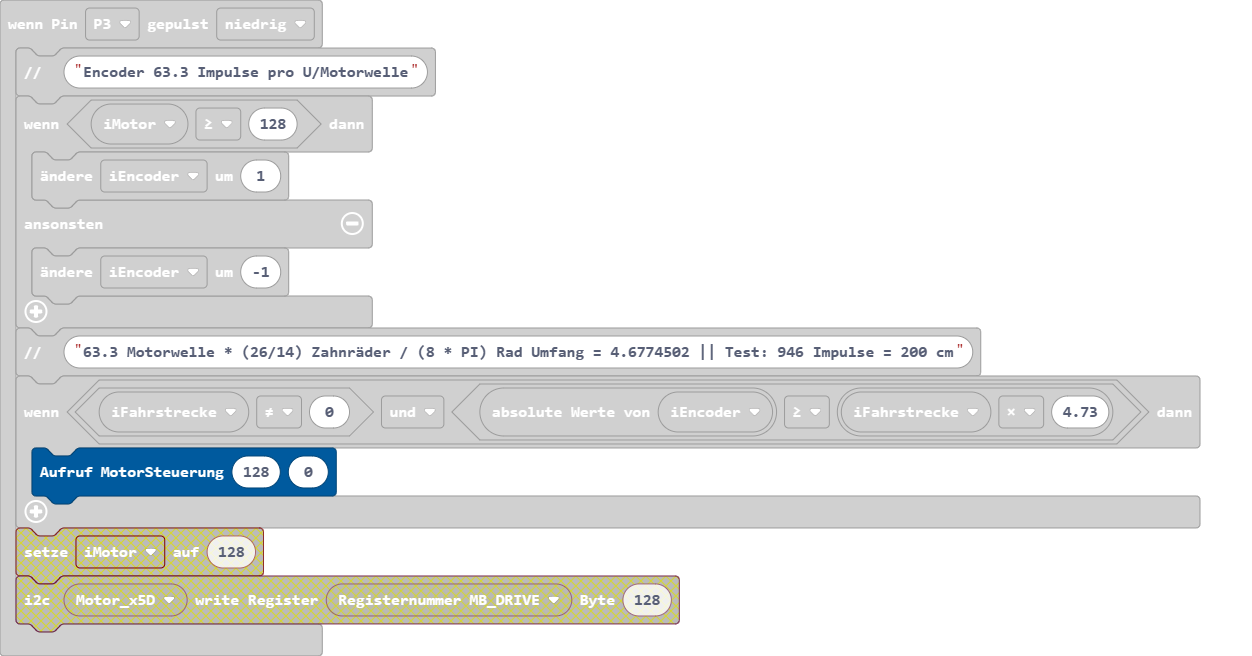 wenn Pin P3 gepulst niedrig
// "Encoder 63.3 Impulse pro U/Motorwelle"
wenn iMotor ≥ 128 dann
ändere iEncoder um 1
ansonsten
ändere iEncoder um -1
// "63.3 Motorwelle * (26/14) Zahnräder / (8 * PI) Rad Umfang = 4.6774502 || Test: 946 Impulse = 200 cm"
wenn iFahrstrecke ≠ 0 und absolute Werte von iEncoder ≥ iFahrstrecke × 4.73 dann
Aufruf MotorSteuerung 128 0
setze iMotor auf 128
i2c Motor_x5D write Register Registernummer MB_DRIVE Byte 128